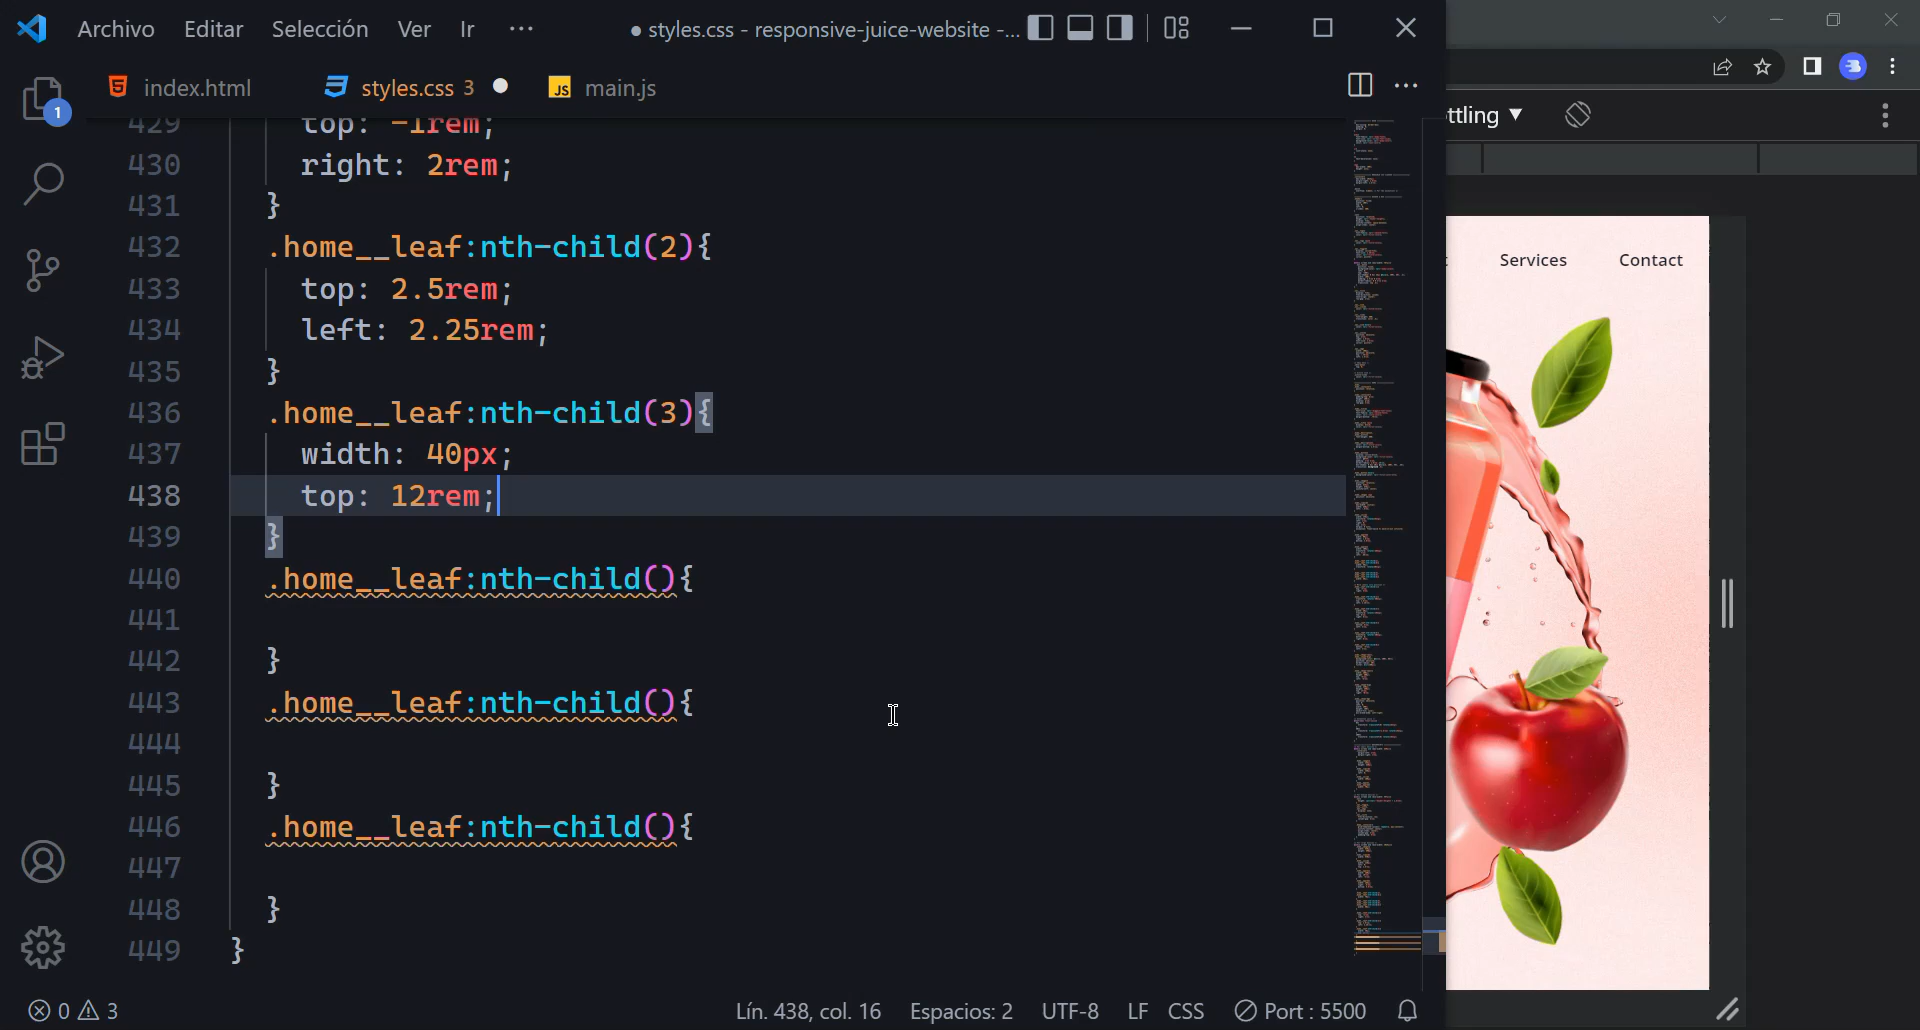 Archivo Editar Selección Ver Ir ···
● styles.css - responsive-juice-website -...
index.html
styles.css 3
JS main.js
1
429 top: -1rem;
430 right: 2rem;
431 }
432 .home__leaf:nth-child(2){
433 top: 2.5rem;
434 left: 2.25rem;
435 }
436 .home__leaf:nth-child(3){
437 width: 40px;
438 top: 12rem;
439 }
440 .home__leaf:nth-child(){
441
442 }
443 .home__leaf:nth-child(){
444
445 }
446 .home__leaf:nth-child(){
447
448 }
449 }
0 3
Lín. 438, col. 16 Espacios: 2 UTF-8 LF CSS Port : 5500
ttling ▼
Services Contact